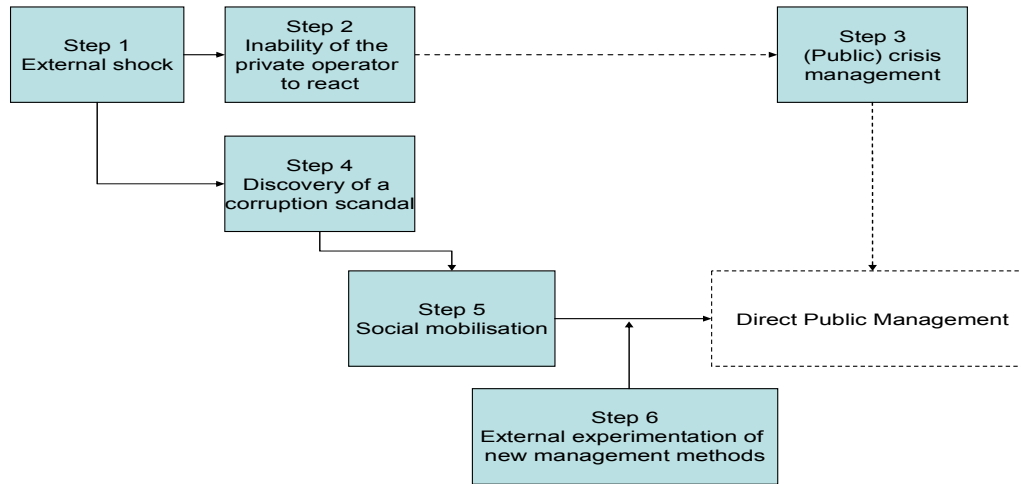 Step 1
External shock
Step 2
Inability of the
private operator
to react
Step 3
(Public) crisis
management
Step 4
Discovery of a
corruption scandal
Step 5
Social mobilisation
Direct Public Management
Step 6
External experimentation of
new management methods